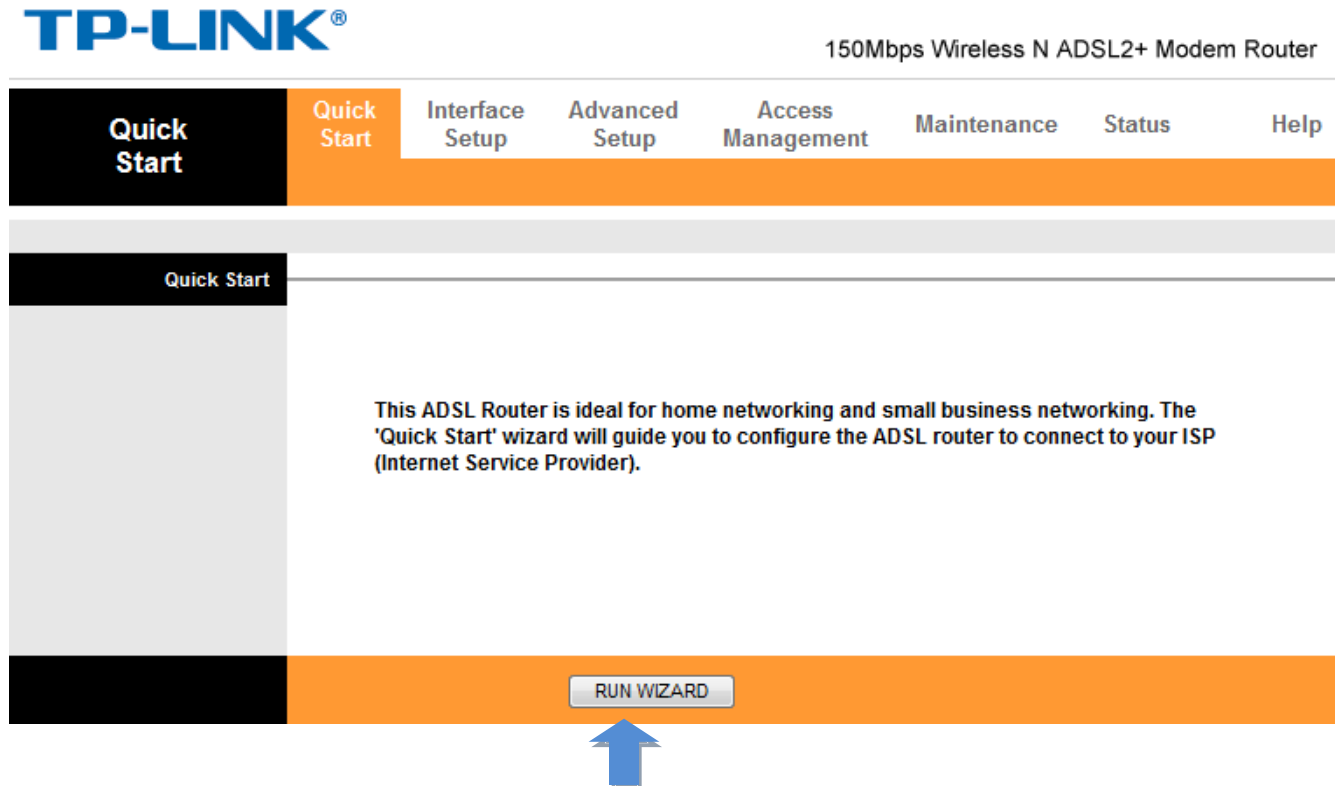 TP-LINK®
150Mbps Wireless N ADSL2+ Modem Router
Quick
Start
Quick
Start
Interface
Setup
Advanced
Setup
Access
Management
Maintenance
Status
Help
Quick Start
This ADSL Router is ideal for home networking and small business networking. The
'Quick Start' wizard will guide you to configure the ADSL router to connect to your ISP
(Internet Service Provider).
RUN WIZARD